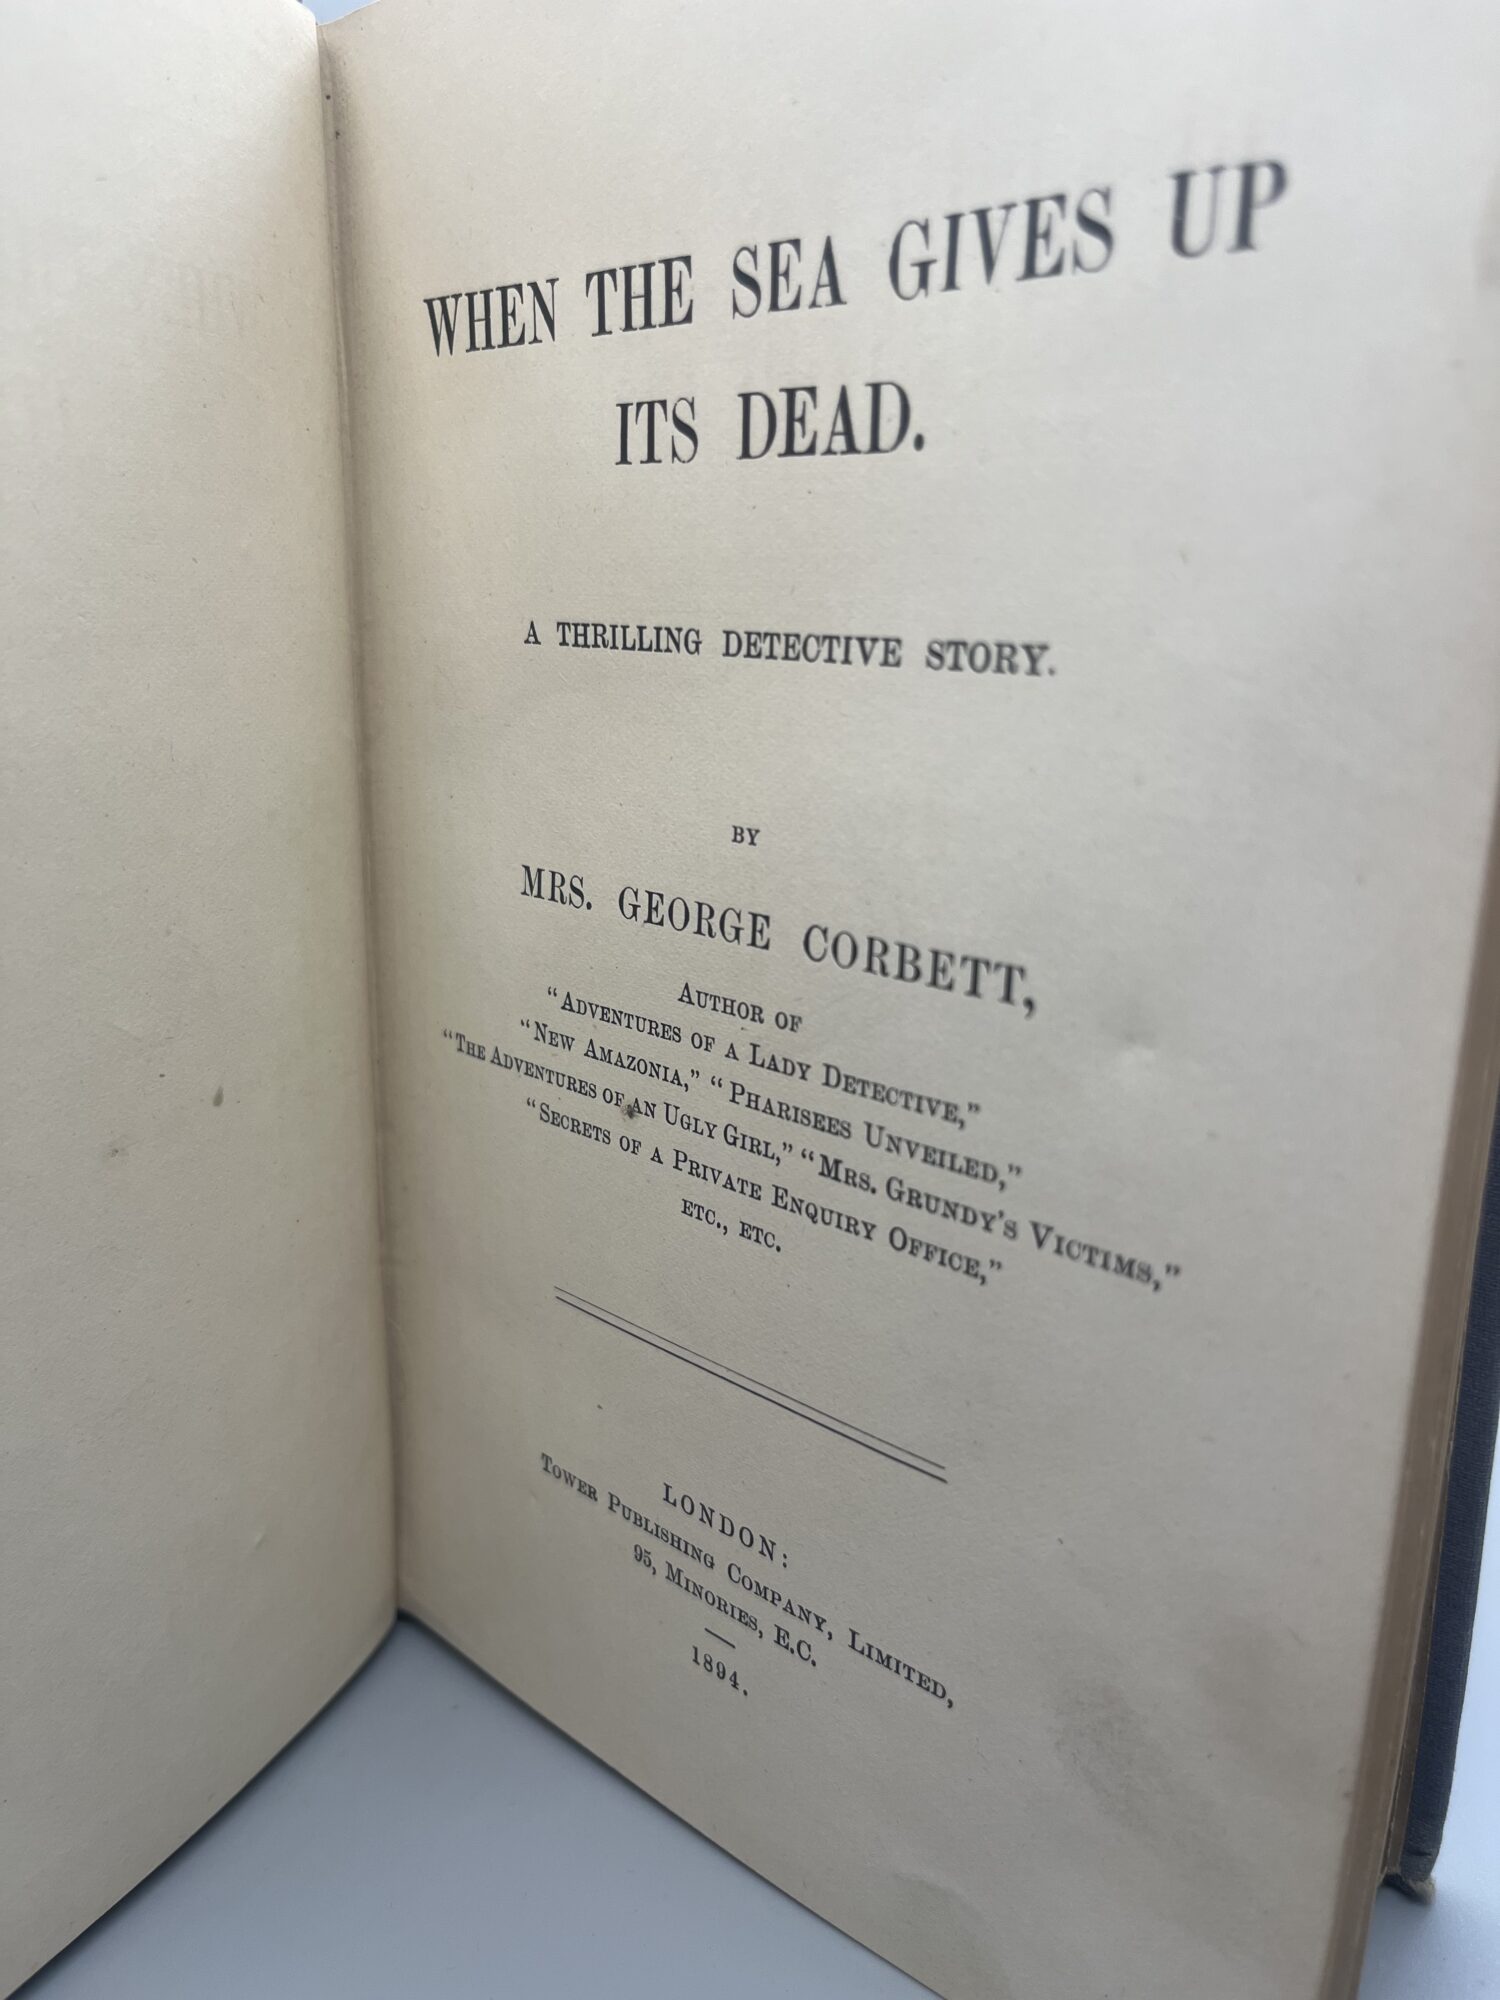 WHEN THE SEA GIVES UP
ITS DEAD.
A THRILLING DETECTIVE STORY.
BY
MRS. GEORGE CORBETT,
AUTHOR OF
"ADVENTURES OF A LADY DETECTIVE,"
"NEW AMAZONIA," "PHARISEES UNVEILED,"
"THE ADVENTURES OF AN UGLY GIRL," "MRS. GRUNDY'S VICTIMS,"
"SECRETS OF A PRIVATE ENQUIRY OFFICE,"
ETC., ETC.
LONDON:
TOWER PUBLISHING COMPANY, LIMITED,
95, MINORIES, E.C.
1894.